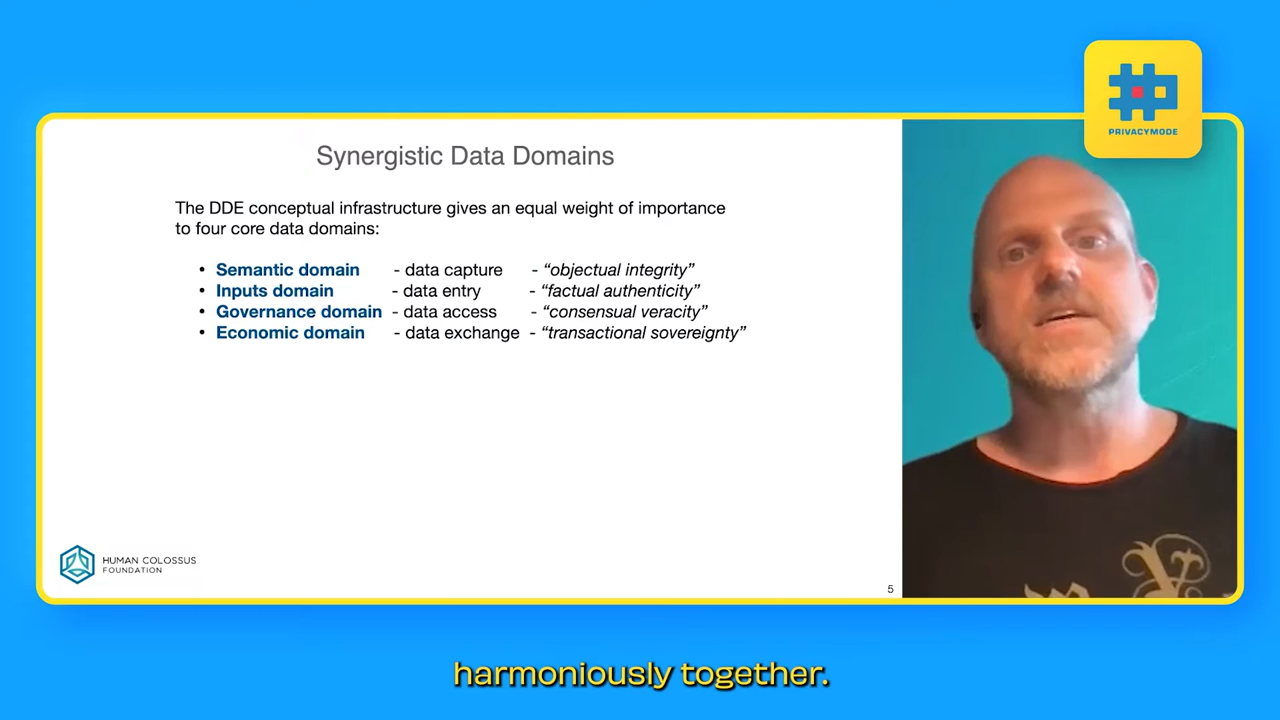 PRIVACYMODE
Synergistic Data Domains
The DDE conceptual infrastructure gives an equal weight of importance
to four core data domains:
• Semantic domain - data capture - “objectual integrity”
• Inputs domain - data entry - “factual authenticity”
• Governance domain - data access - “consensual veracity”
• Economic domain - data exchange - “transactional sovereignty”
HUMAN COLOSSUS
FOUNDATION
5
harmoniously together.